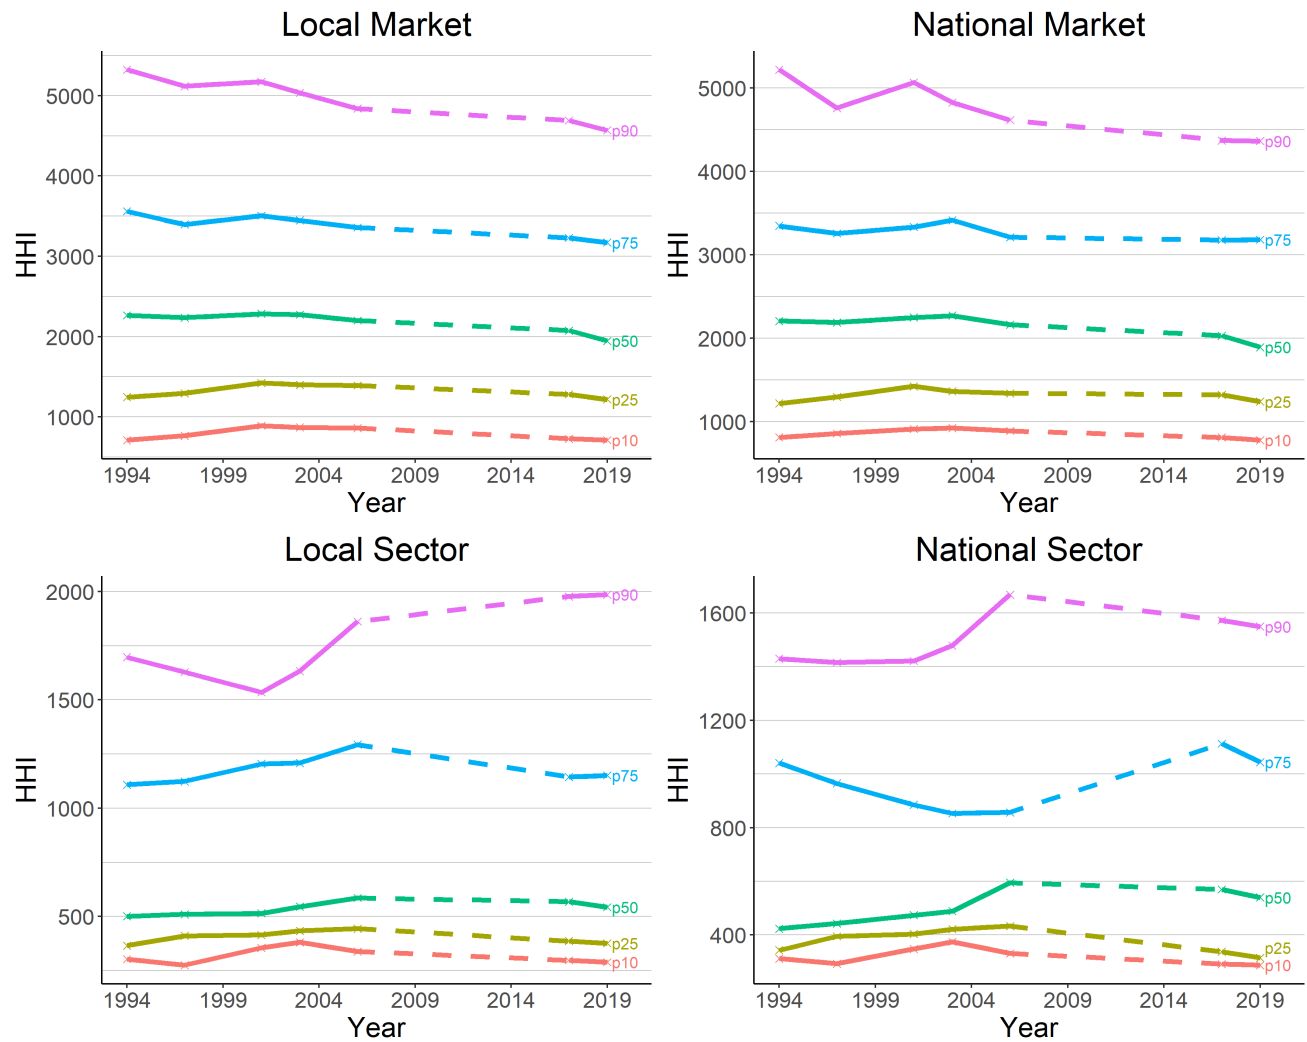 Local Market
HHI
5000
4000
3000
2000
1000
p90
p75
p50
p25
p10
1994 1999 2004 2009 2014 2019
Year
National Market
HHI
5000
4000
3000
2000
1000
p90
p75
p50
p25
p10
1994 1999 2004 2009 2014 2019
Year
Local Sector
HHI
2000
1500
1000
500
p90
p75
p50
p25
p10
1994 1999 2004 2009 2014 2019
Year
National Sector
HHI
1600
1200
800
400
p90
p75
p50
p25
p10
1994 1999 2004 2009 2014 2019
Year